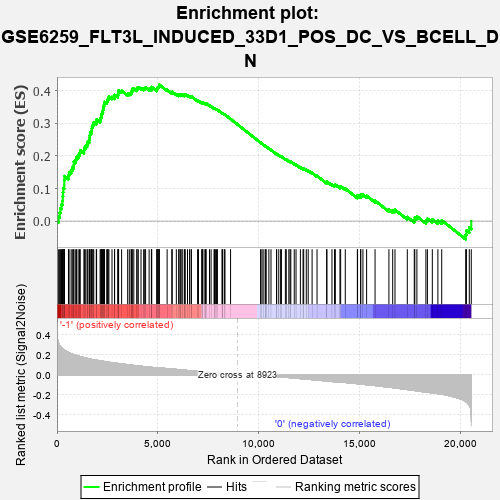 Enrichment plot:
GSE6259_FLT3L_INDUCED_33D1_POS_DC_VS_BCELL_D
N
Enrichment score (ES)
0.4
0.3
0.2
0.1
0.0
Ranked list metric (Signal2Noise)
0.4
0.2
0.0
-0.2
-0.4
'-1' (positively correlated)
Zero cross at 8923
'0' (negatively correlated)
0
5,000
10,000
15,000
20,000
Rank in Ordered Dataset
Enrichment profile
Hits
Ranking metric scores